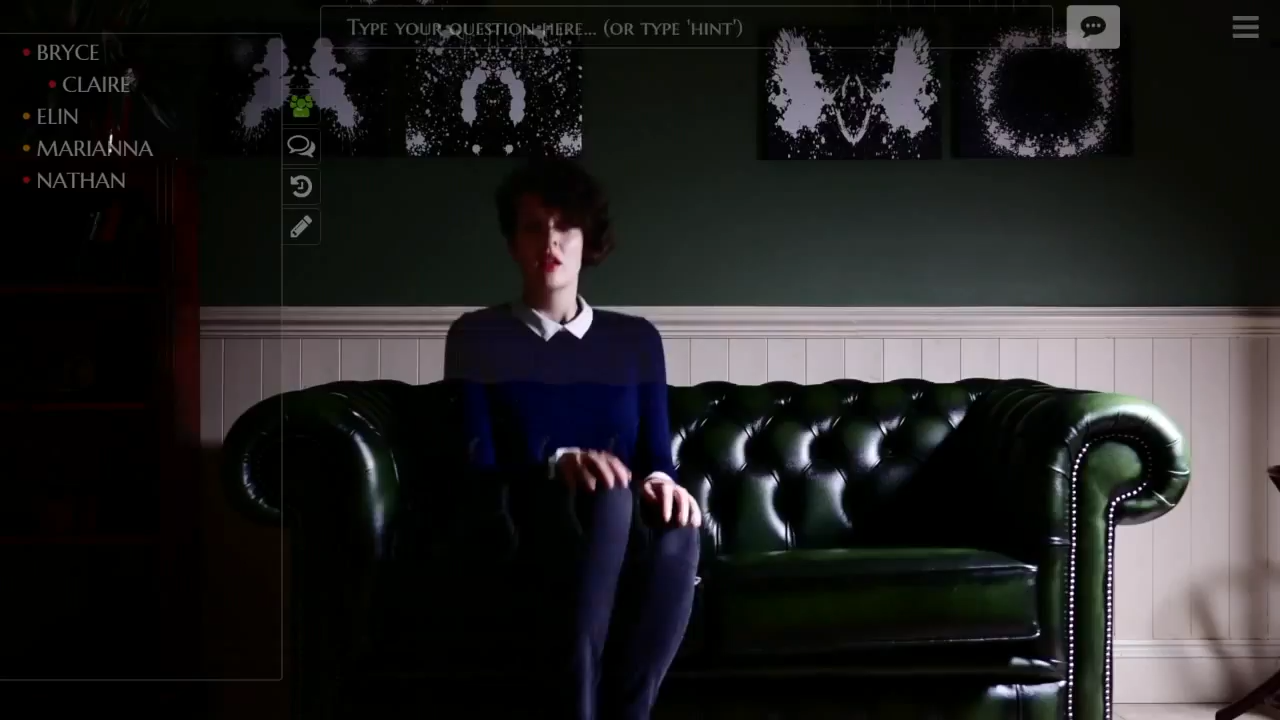 Type your question here... (or type 'hint')
BRYCE
CLAIRE
ELIN
MARIANNA
NATHAN